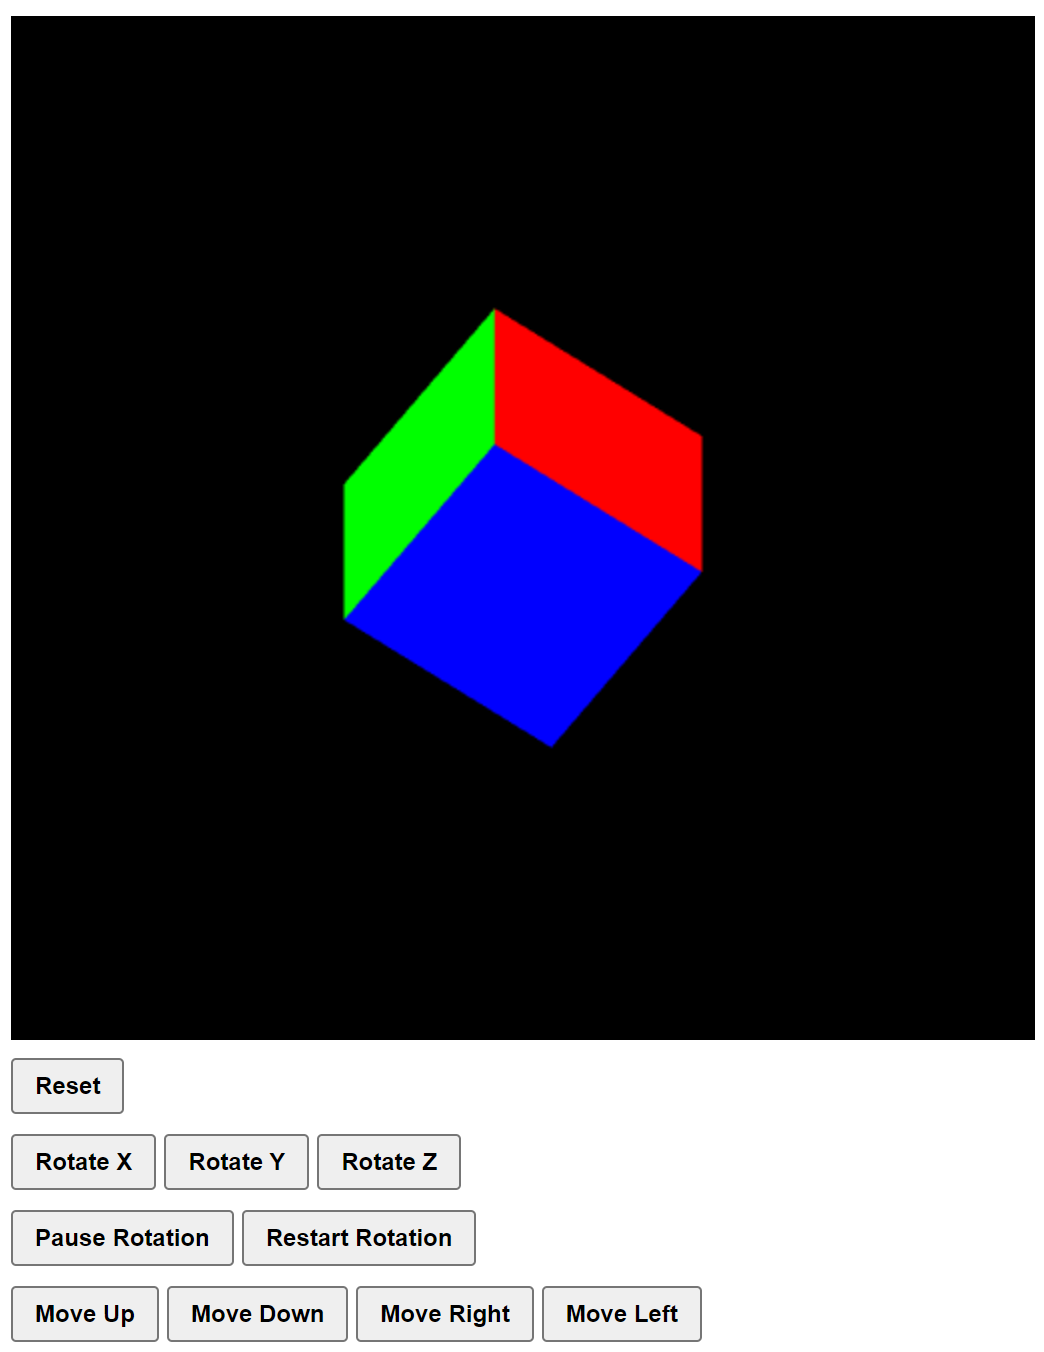 Reset
Rotate X Rotate Y Rotate Z
Pause Rotation Restart Rotation
Move Up Move Down Move Right Move Left